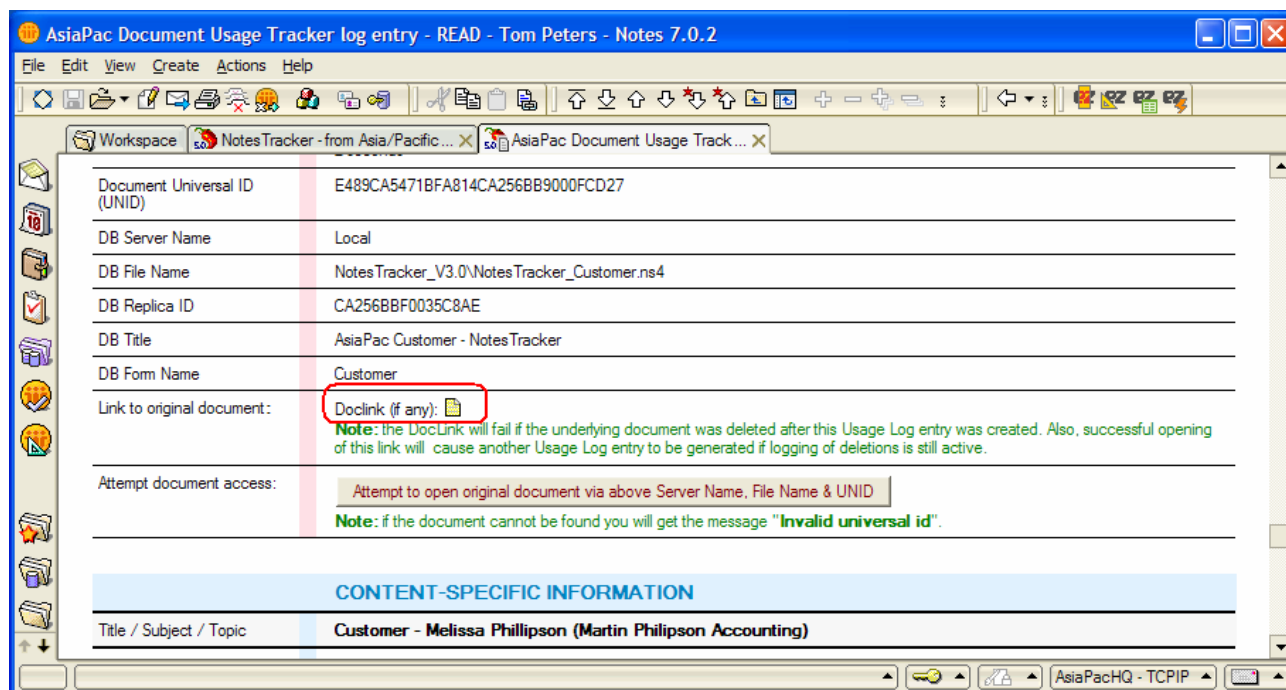 AsiaPac Document Usage Tracker log entry - READ - Tom Peters - Notes 7.0.2
File Edit View Create Actions Help
Workspace NotesTracker - from Asia/Pacific ... AsiaPac Document Usage Track ...
Document Universal ID (UNID) E489CA5471BFA814CA256BB9000FCD27
DB Server Name Local
DB File Name NotesTracker_V3.0\NotesTracker_Customer.ns4
DB Replica ID CA256BBF0035C8AE
DB Title AsiaPac Customer - NotesTracker
DB Form Name Customer
Link to original document: Doclink (if any):
Note: the DocLink will fail if the underlying document was deleted after this Usage Log entry was created. Also, successful opening
of this link will cause another Usage Log entry to be generated if logging of deletions is still active.
Attempt document access: Attempt to open original document via above Server Name, File Name & UNID
Note: if the document cannot be found you will get the message "Invalid universal id".
CONTENT-SPECIFIC INFORMATION
Title / Subject / Topic Customer - Melissa Phillipson (Martin Philipson Accounting)
AsiaPacHQ - TCPIP